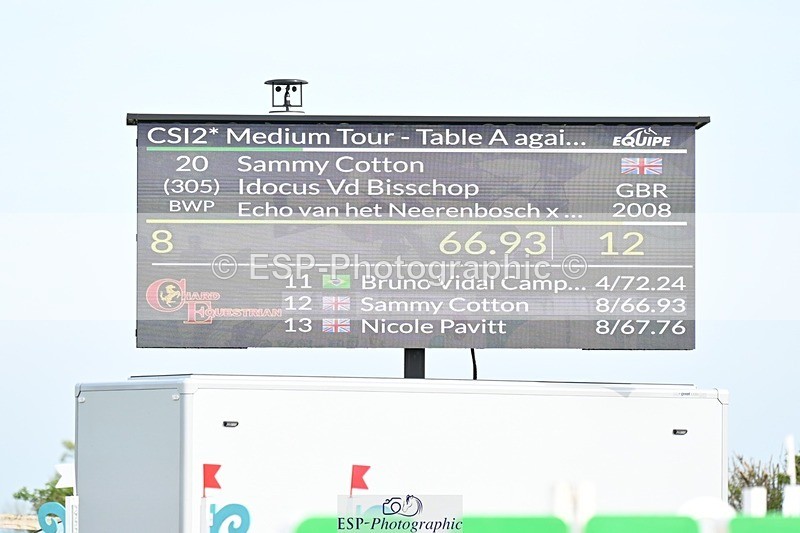 CSI2* Medium Tour - Table A agai... EQUIPE
20 Sammy Cotton
(305) Idocus Vd Bisschop GBR
BWP Echo van het Neerenbosch x ... 2008
8 66.93 12
© ESP-Photographic ©
11 Bruno Vidal Camp... 4/72.24
CHARD EQUESTRIAN
12 Sammy Cotton 8/66.93
13 Nicole Pavitt 8/67.76
ESP-Photographic